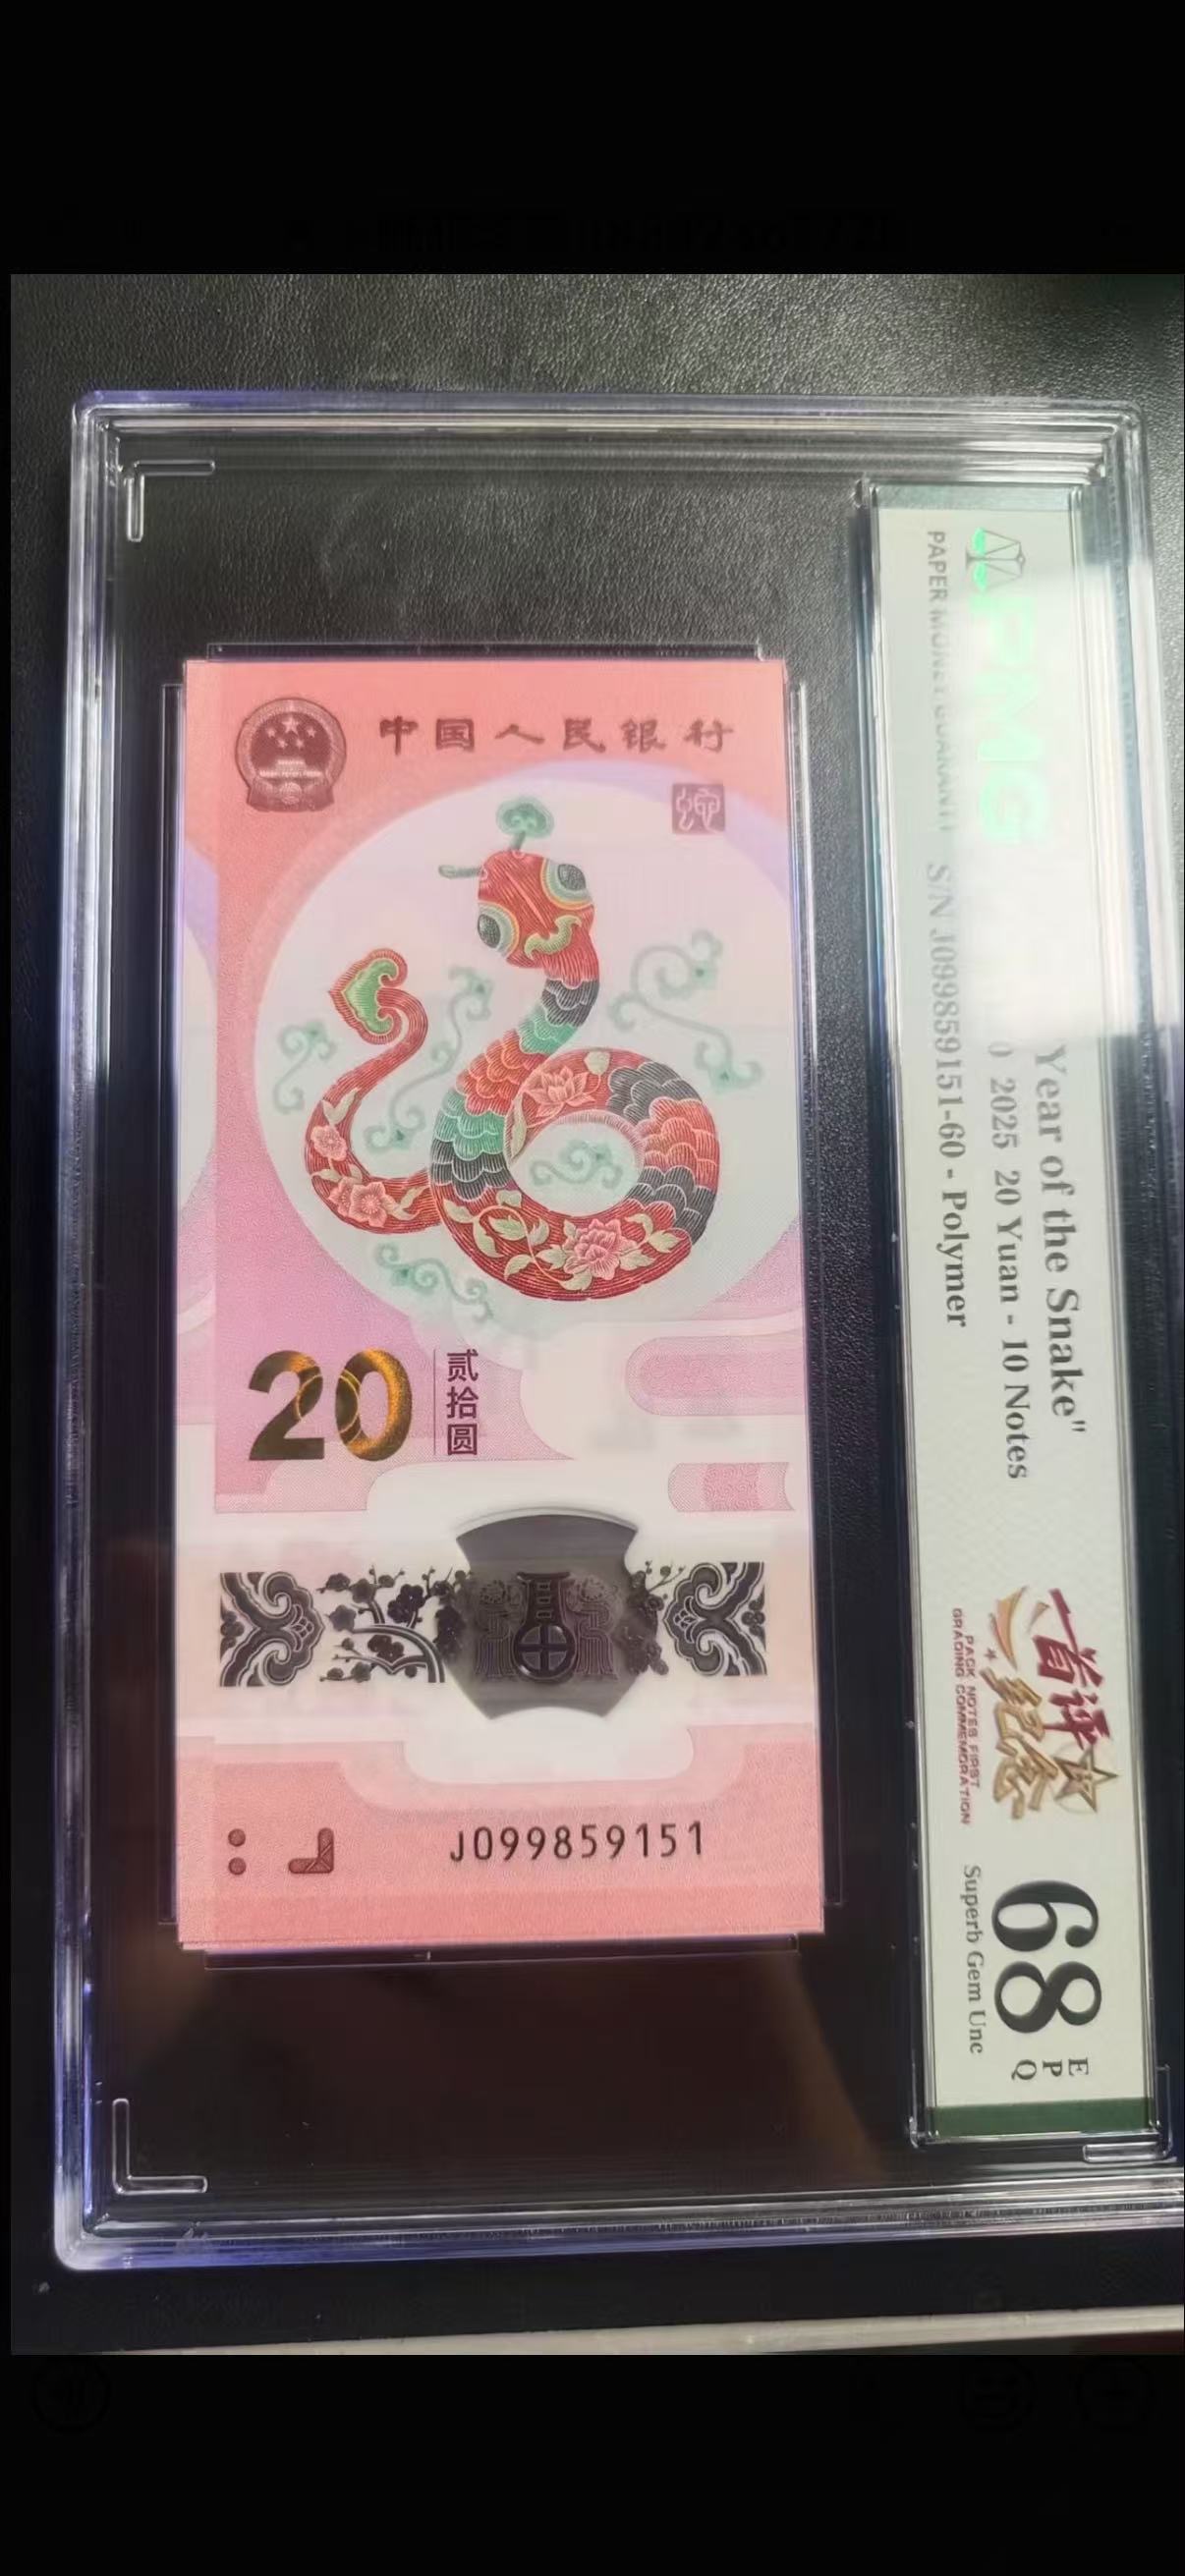 中国人民银行
20
贰拾圆
J099859151
PMG
PAPER MONEY GUARANTY
Year of the Snake"
2025 20 Yuan - 10 Notes
S/N J099859151-60 - Polymer
首评
纪念
PACK NOTES FIRST
GRADING COMMEMORATION
68
EPQ
Superb Gem Unc